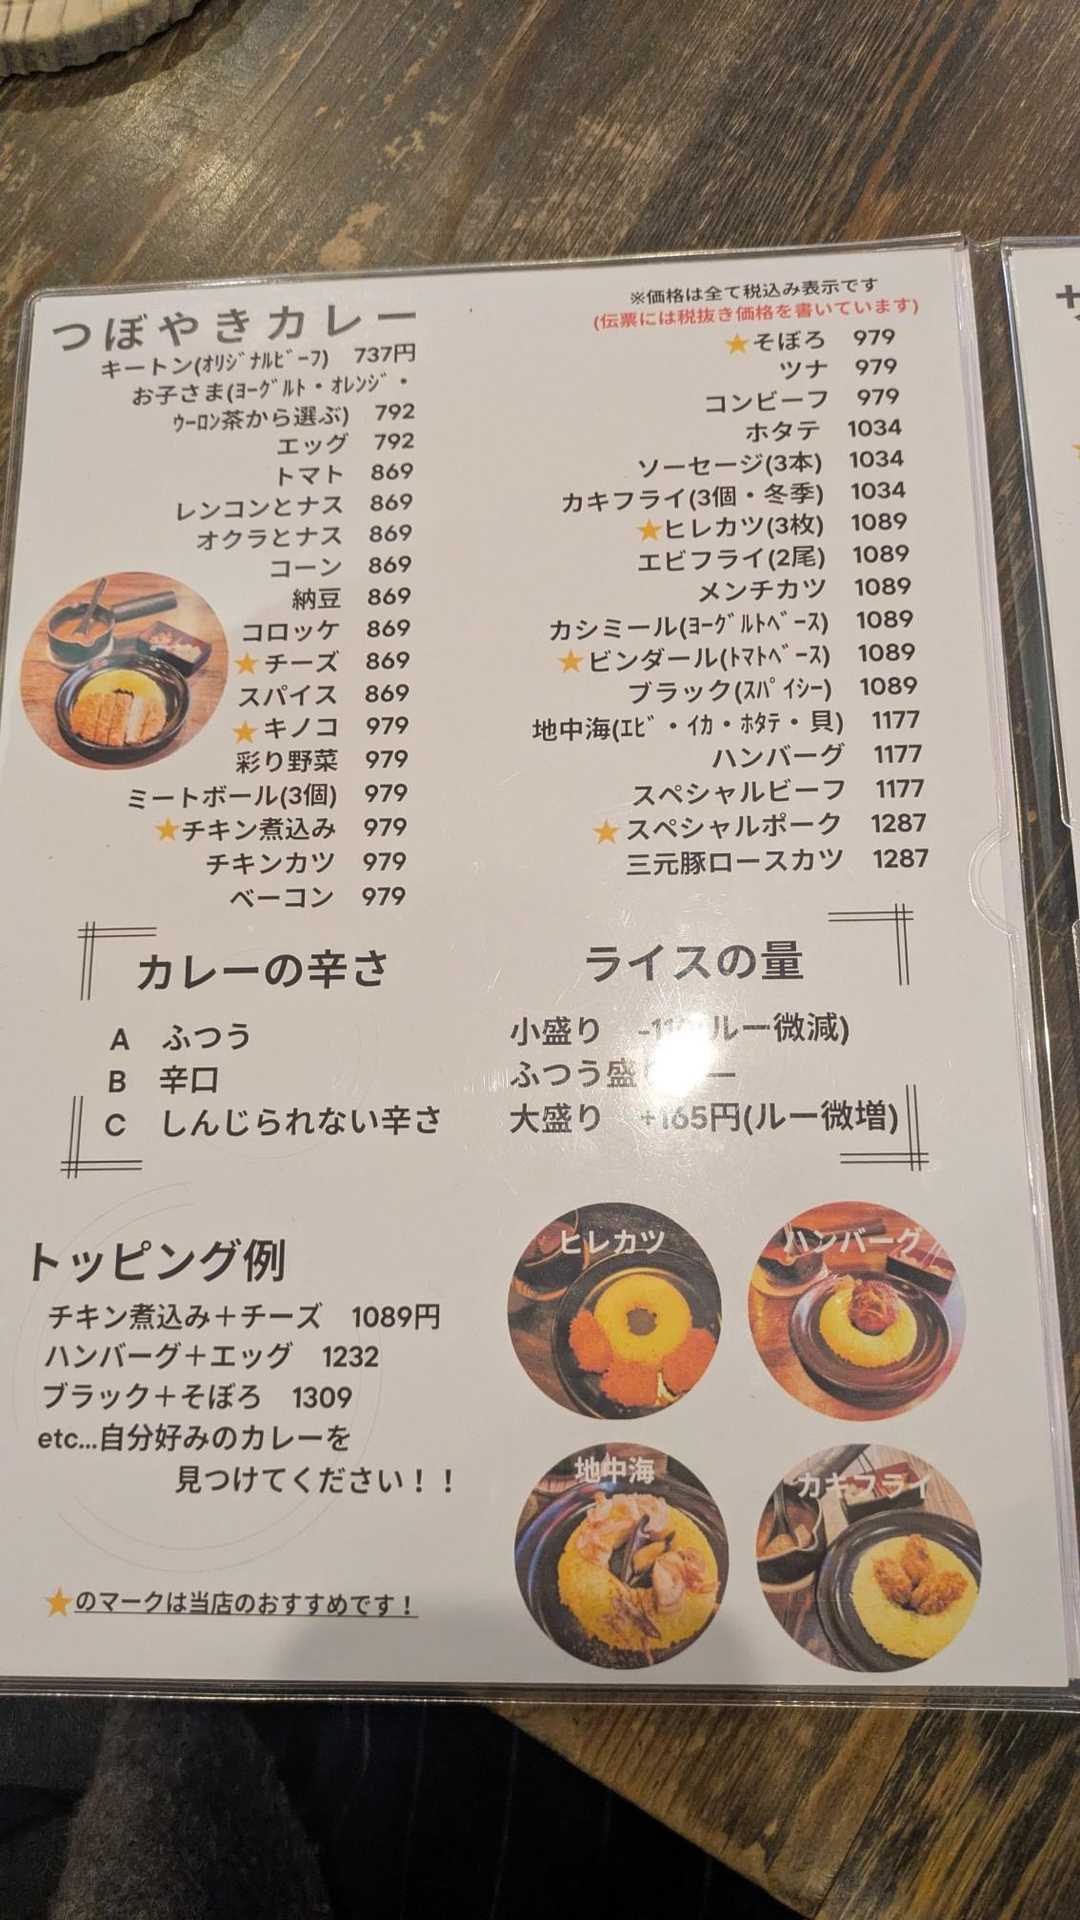 つぼやきカレー
キートン(ｵﾘｼﾞﾅﾙﾋﾞｰﾌ) 737円
お子さま(ﾖｰｸﾞﾙﾄ・ｵﾚﾝｼﾞ・
ｳｰﾛﾝ茶から選ぶ) 792
エッグ 792
トマト 869
レンコンとナス 869
オクラとナス 869
コーン 869
納豆 869
コロッケ 869
★チーズ 869
スパイス 869
★キノコ 979
彩り野菜 979
ミートボール(3個) 979
★チキン煮込み 979
チキンカツ 979
ベーコン 979
※価格は全て税込み表示です
(伝票には税抜き価格を書いています)
★そぼろ 979
ツナ 979
コンビーフ 979
ホタテ 1034
ソーセージ(3本) 1034
カキフライ(3個・冬季) 1034
★ヒレカツ(3枚) 1089
エビフライ(2尾) 1089
メンチカツ 1089
カシミール(ﾖｰｸﾞﾙﾄﾍﾞｰｽ) 1089
★ビンダール(ﾄﾏﾄﾍﾞｰｽ) 1089
ブラック(ｽﾊﾟｲｼｰ) 1089
地中海(ｴﾋﾞ・ｲｶ・ﾎﾀﾃ・貝) 1177
ハンバーグ 1177
スペシャルビーフ 1177
★スペシャルポーク 1287
三元豚ロースカツ 1287
カレーの辛さ
A ふつう
B 辛口
C しんじられない辛さ
ライスの量
小盛り ルー微減)
ふつう盛 ー
大盛り +165円(ルー微増)
トッピング例
チキン煮込み＋チーズ 1089円
ハンバーグ＋エッグ 1232
ブラック＋そぼろ 1309
etc...自分好みのカレーを
見つけてください！！
★のマークは当店のおすすめです！
ヒレカツ
ハンバーグ
地中海
カキフライ